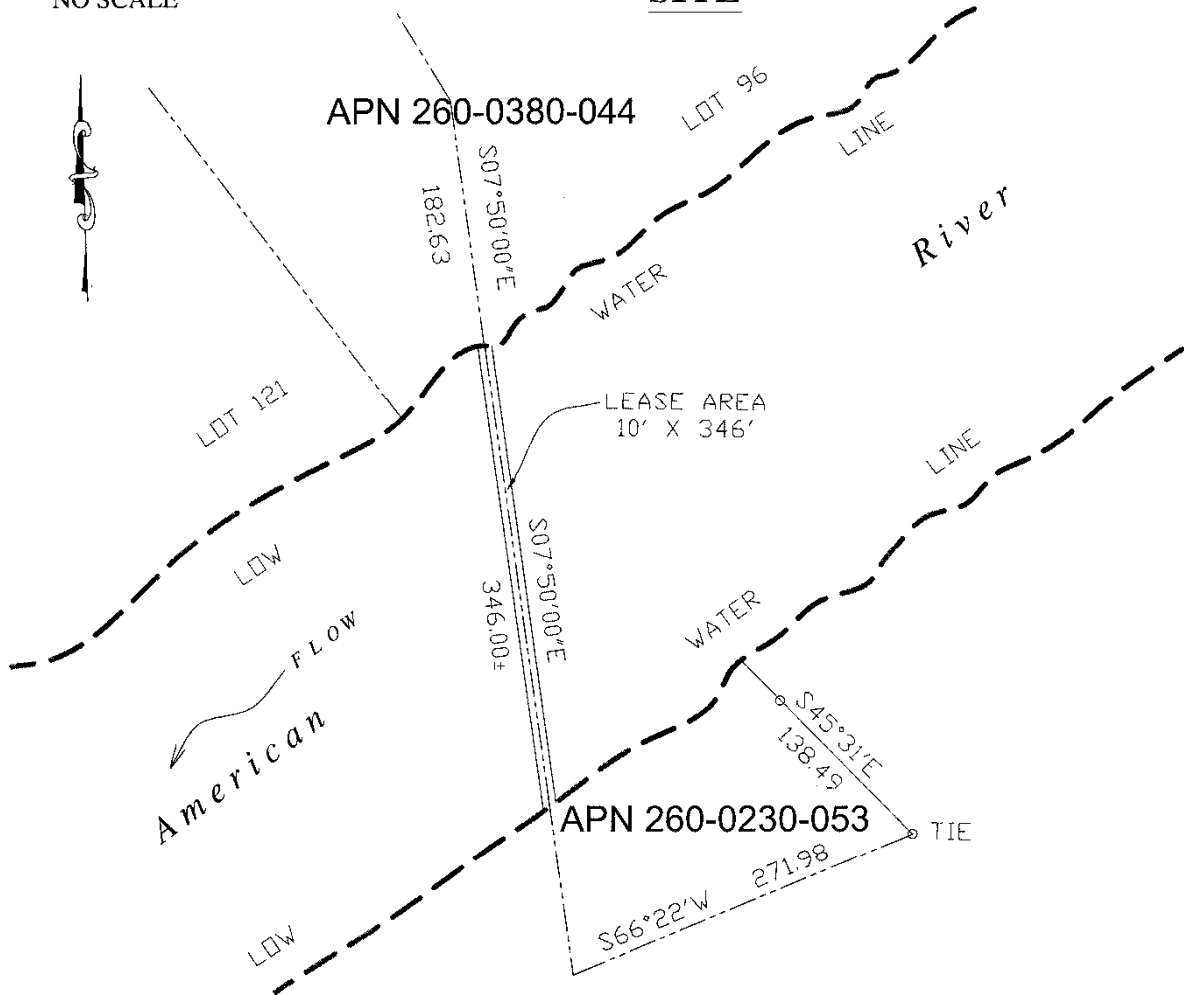 NO SCALE
SITE
APN 260-0380-044
LOT 96
LINE
S07°50'00"E
182.63
River
WATER
LOT 121
LEASE AREA
10' X 346'
LINE
LOW
S07°50'00"E
346.00±
WATER
FLOW
American
S45°31'E
138.49
APN 260-0230-053
TIE
271.98
S66°22'W
LOW